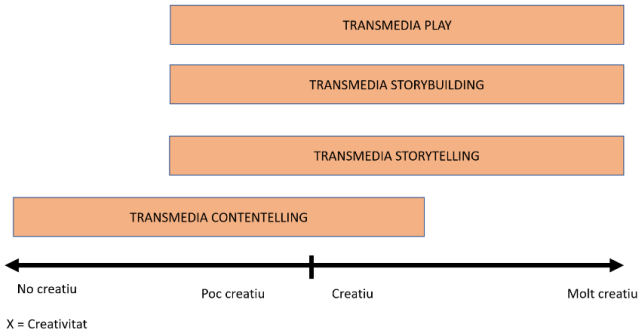 TRANSMEDIA PLAY
TRANSMEDIA STORYBUILDING
TRANSMEDIA STORYTELLING
TRANSMEDIA CONTENTELLING
No creatiu
Poc creatiu
Creatiu
Molt creatiu
X = Creativitat